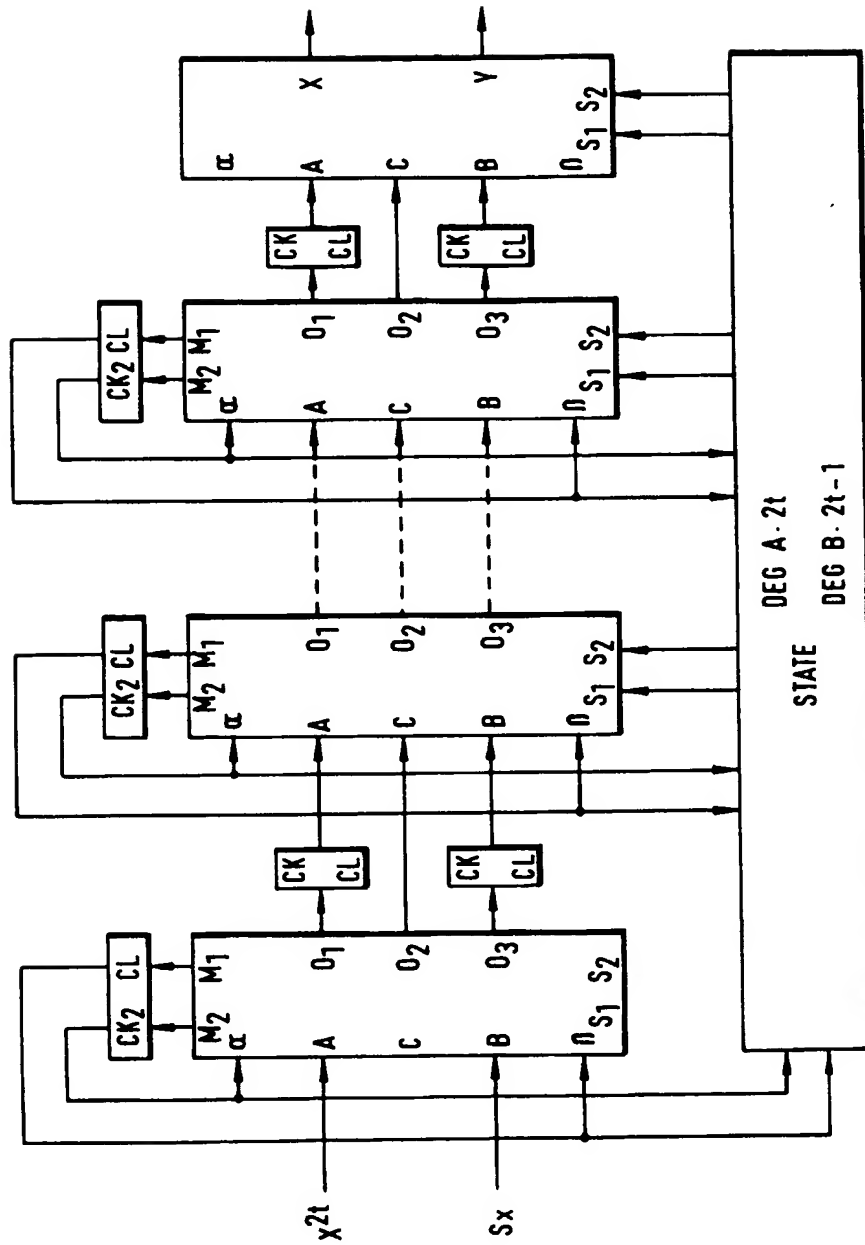 X^2t
Sx
CK2 CL
M2 M1
α
A O1
C O2
B O3
β S1 S2
CK
CL
CK
CL
CK2 CL
M2 M1
α
A O1
C O2
B O3
β S1 S2
CK2 CL
M2 M1
α
A O1
C O2
B O3
β S1 S2
CK
CL
CK
CL
α
A X
C
B Y
β S1 S2
STATE
DEG A · 2t
DEG B · 2t-1